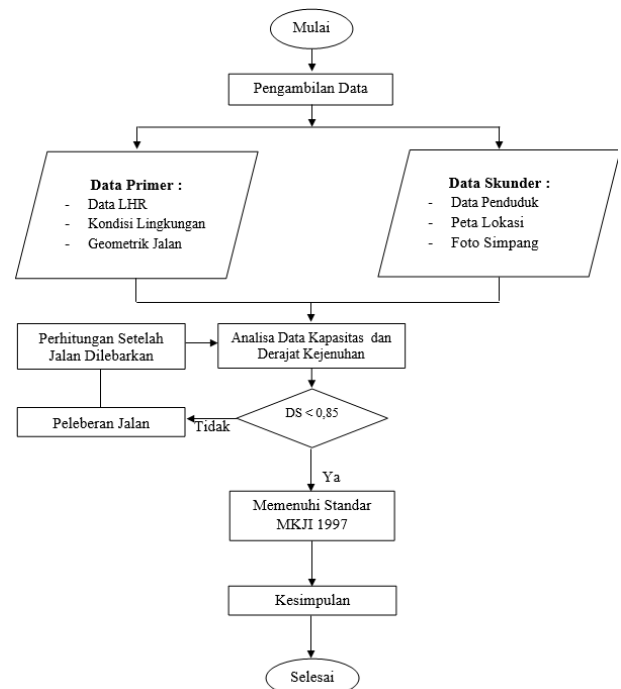 Mulai
Pengambilan Data
Data Primer :
- Data LHR
- Kondisi Lingkungan
- Geometrik Jalan
Data Skunder :
- Data Penduduk
- Peta Lokasi
- Foto Simpang
Perhitungan Setelah
Jalan Dilebarkan
Analisa Data Kapasitas dan
Derajat Kejenuhan
DS < 0,85
Tidak
Peleberan Jalan
Ya
Memenuhi Standar
MKJI 1997
Kesimpulan
Selesai